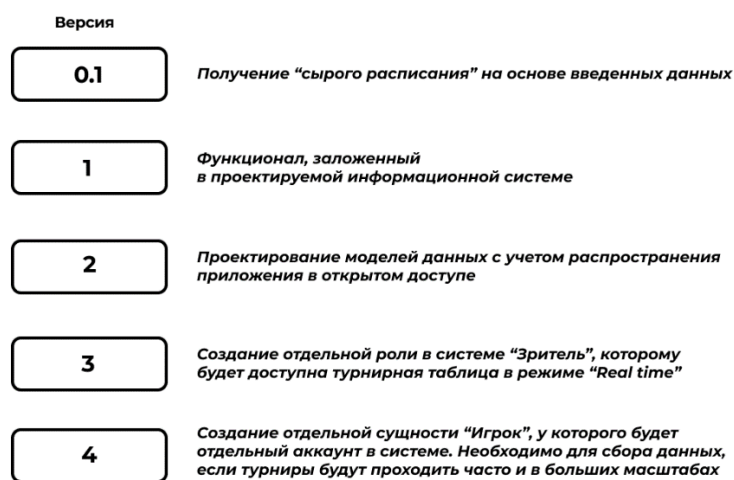 Версия
0.1
Получение “сырого расписания” на основе введенных данных
1
Функционал, заложенный
в проектируемой информационной системе
2
Проектирование моделей данных с учетом распространения
приложения в открытом доступе
3
Создание отдельной роли в системе “Зритель”, которому
будет доступна турнирная таблица в режиме “Real time”
4
Создание отдельной сущности “Игрок”, у которого будет
отдельный аккаунт в системе. Необходимо для сбора данных,
если турниры будут проходить часто и в больших масштабах